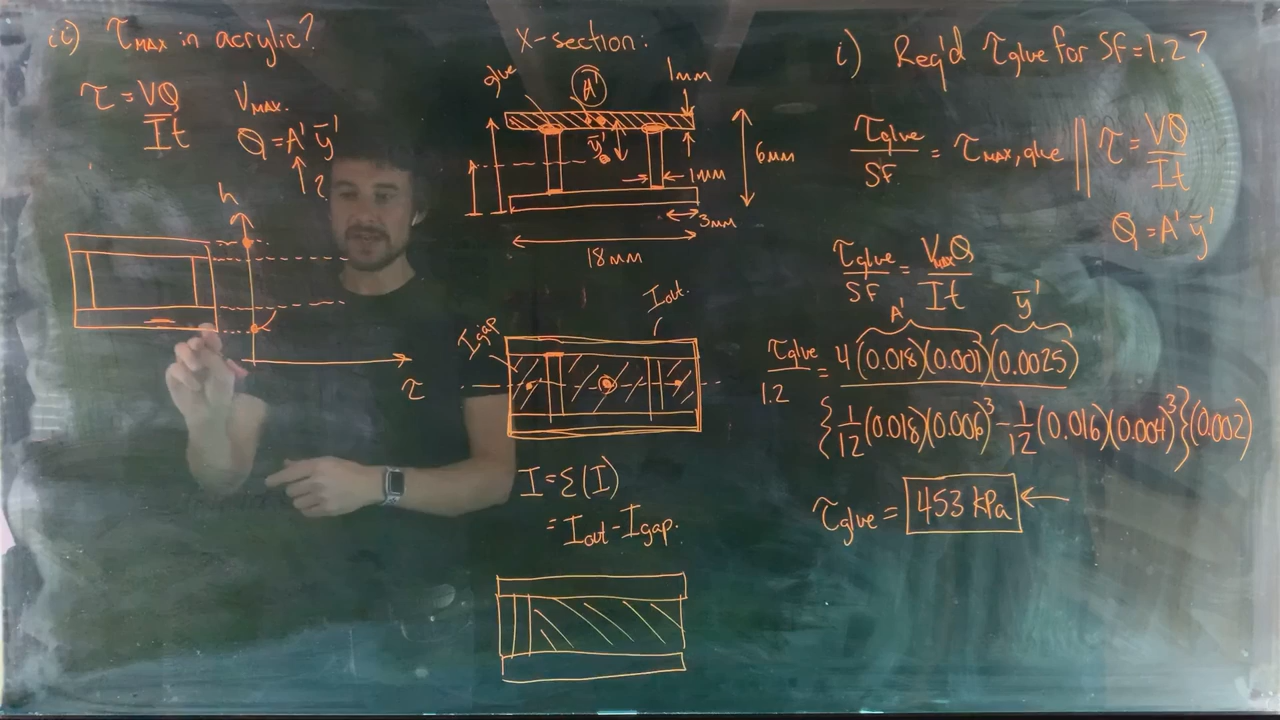 ii) τMAX in acrylic?
τ = VQ
It
VMAX.
Q = A' ȳ'
h
τ
X-section:
glue
A'
1mm
ȳ'
6mm
1mm
3mm
18mm
Iout.
Igap
I = Σ(I)
= Iout - Igap.
i) Req'd τglue for SF = 1.2?
τglue
SF
= τmax, glue || τ = VQ
It
Q = A' ȳ'
τglue
SF
= VmaxQ
It
A'
ȳ'
τglue
1.2
= 4(0.018)(0.001)(0.0025)
{1/12(0.018)(0.006)³ - 1/12(0.016)(0.004)³}(0.002)
τglue = 453 kPa ←